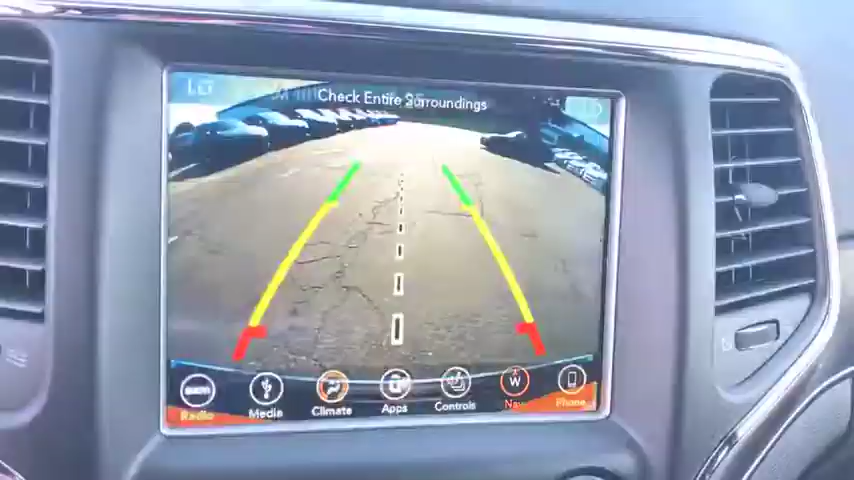 Check Entire Surroundings
Radio
Media
Climate
Apps
Controls
W
Nav
Phone